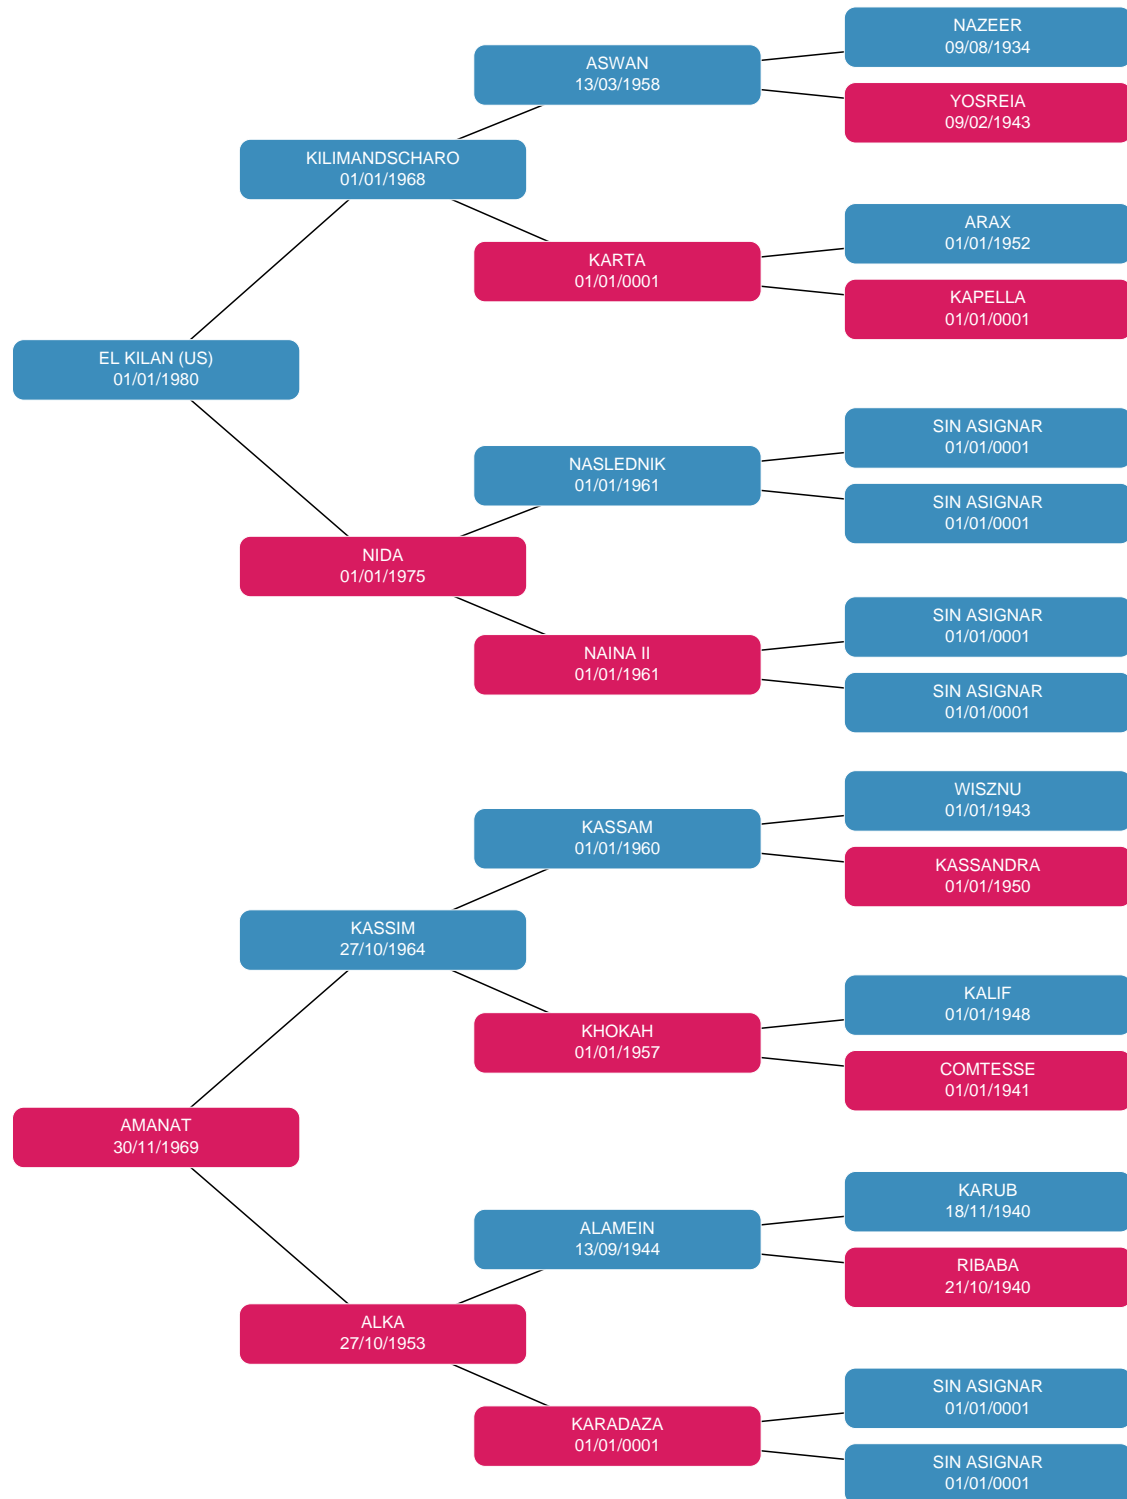 NAZEER
09/08/1934
ASWAN
13/03/1958
YOSREIA
09/02/1943
KILIMANDSCHARO
01/01/1968
ARAX
01/01/1952
KARTA
01/01/0001
KAPELLA
01/01/0001
EL KILAN (US)
01/01/1980
SIN ASIGNAR
01/01/0001
NASLEDNIK
01/01/1961
SIN ASIGNAR
01/01/0001
NIDA
01/01/1975
SIN ASIGNAR
01/01/0001
NAINA II
01/01/1961
SIN ASIGNAR
01/01/0001
WISZNU
01/01/1943
KASSAM
01/01/1960
KASSANDRA
01/01/1950
KASSIM
27/10/1964
KALIF
01/01/1948
KHOKAH
01/01/1957
COMTESSE
01/01/1941
AMANAT
30/11/1969
KARUB
18/11/1940
ALAMEIN
13/09/1944
RIBABA
21/10/1940
ALKA
27/10/1953
SIN ASIGNAR
01/01/0001
KARADAZA
01/01/0001
SIN ASIGNAR
01/01/0001